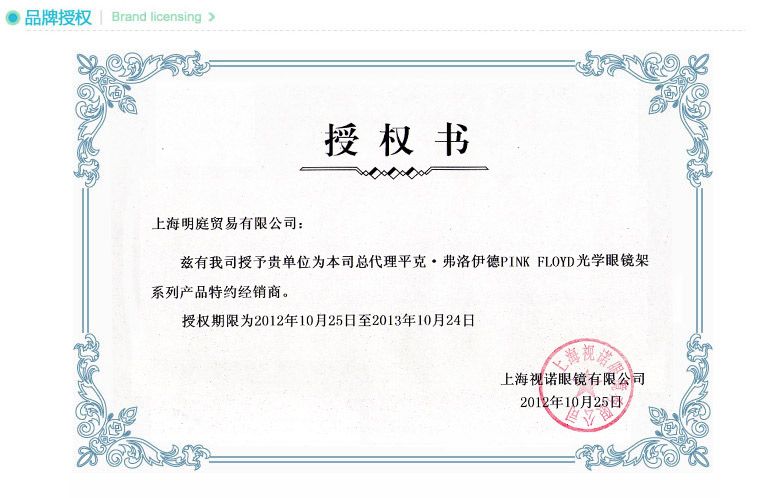 品牌授权 | Brand licensing >
授权书
上海明庭贸易有限公司：
兹有我司授予贵单位为本司总代理平克·弗洛伊德PINK FLOYD光学眼镜架
系列产品特约经销商。
授权期限为2012年10月25日至2013年10月24日
上海视诺眼镜有限公司
2012年10月25日
上海视诺眼镜有限公司